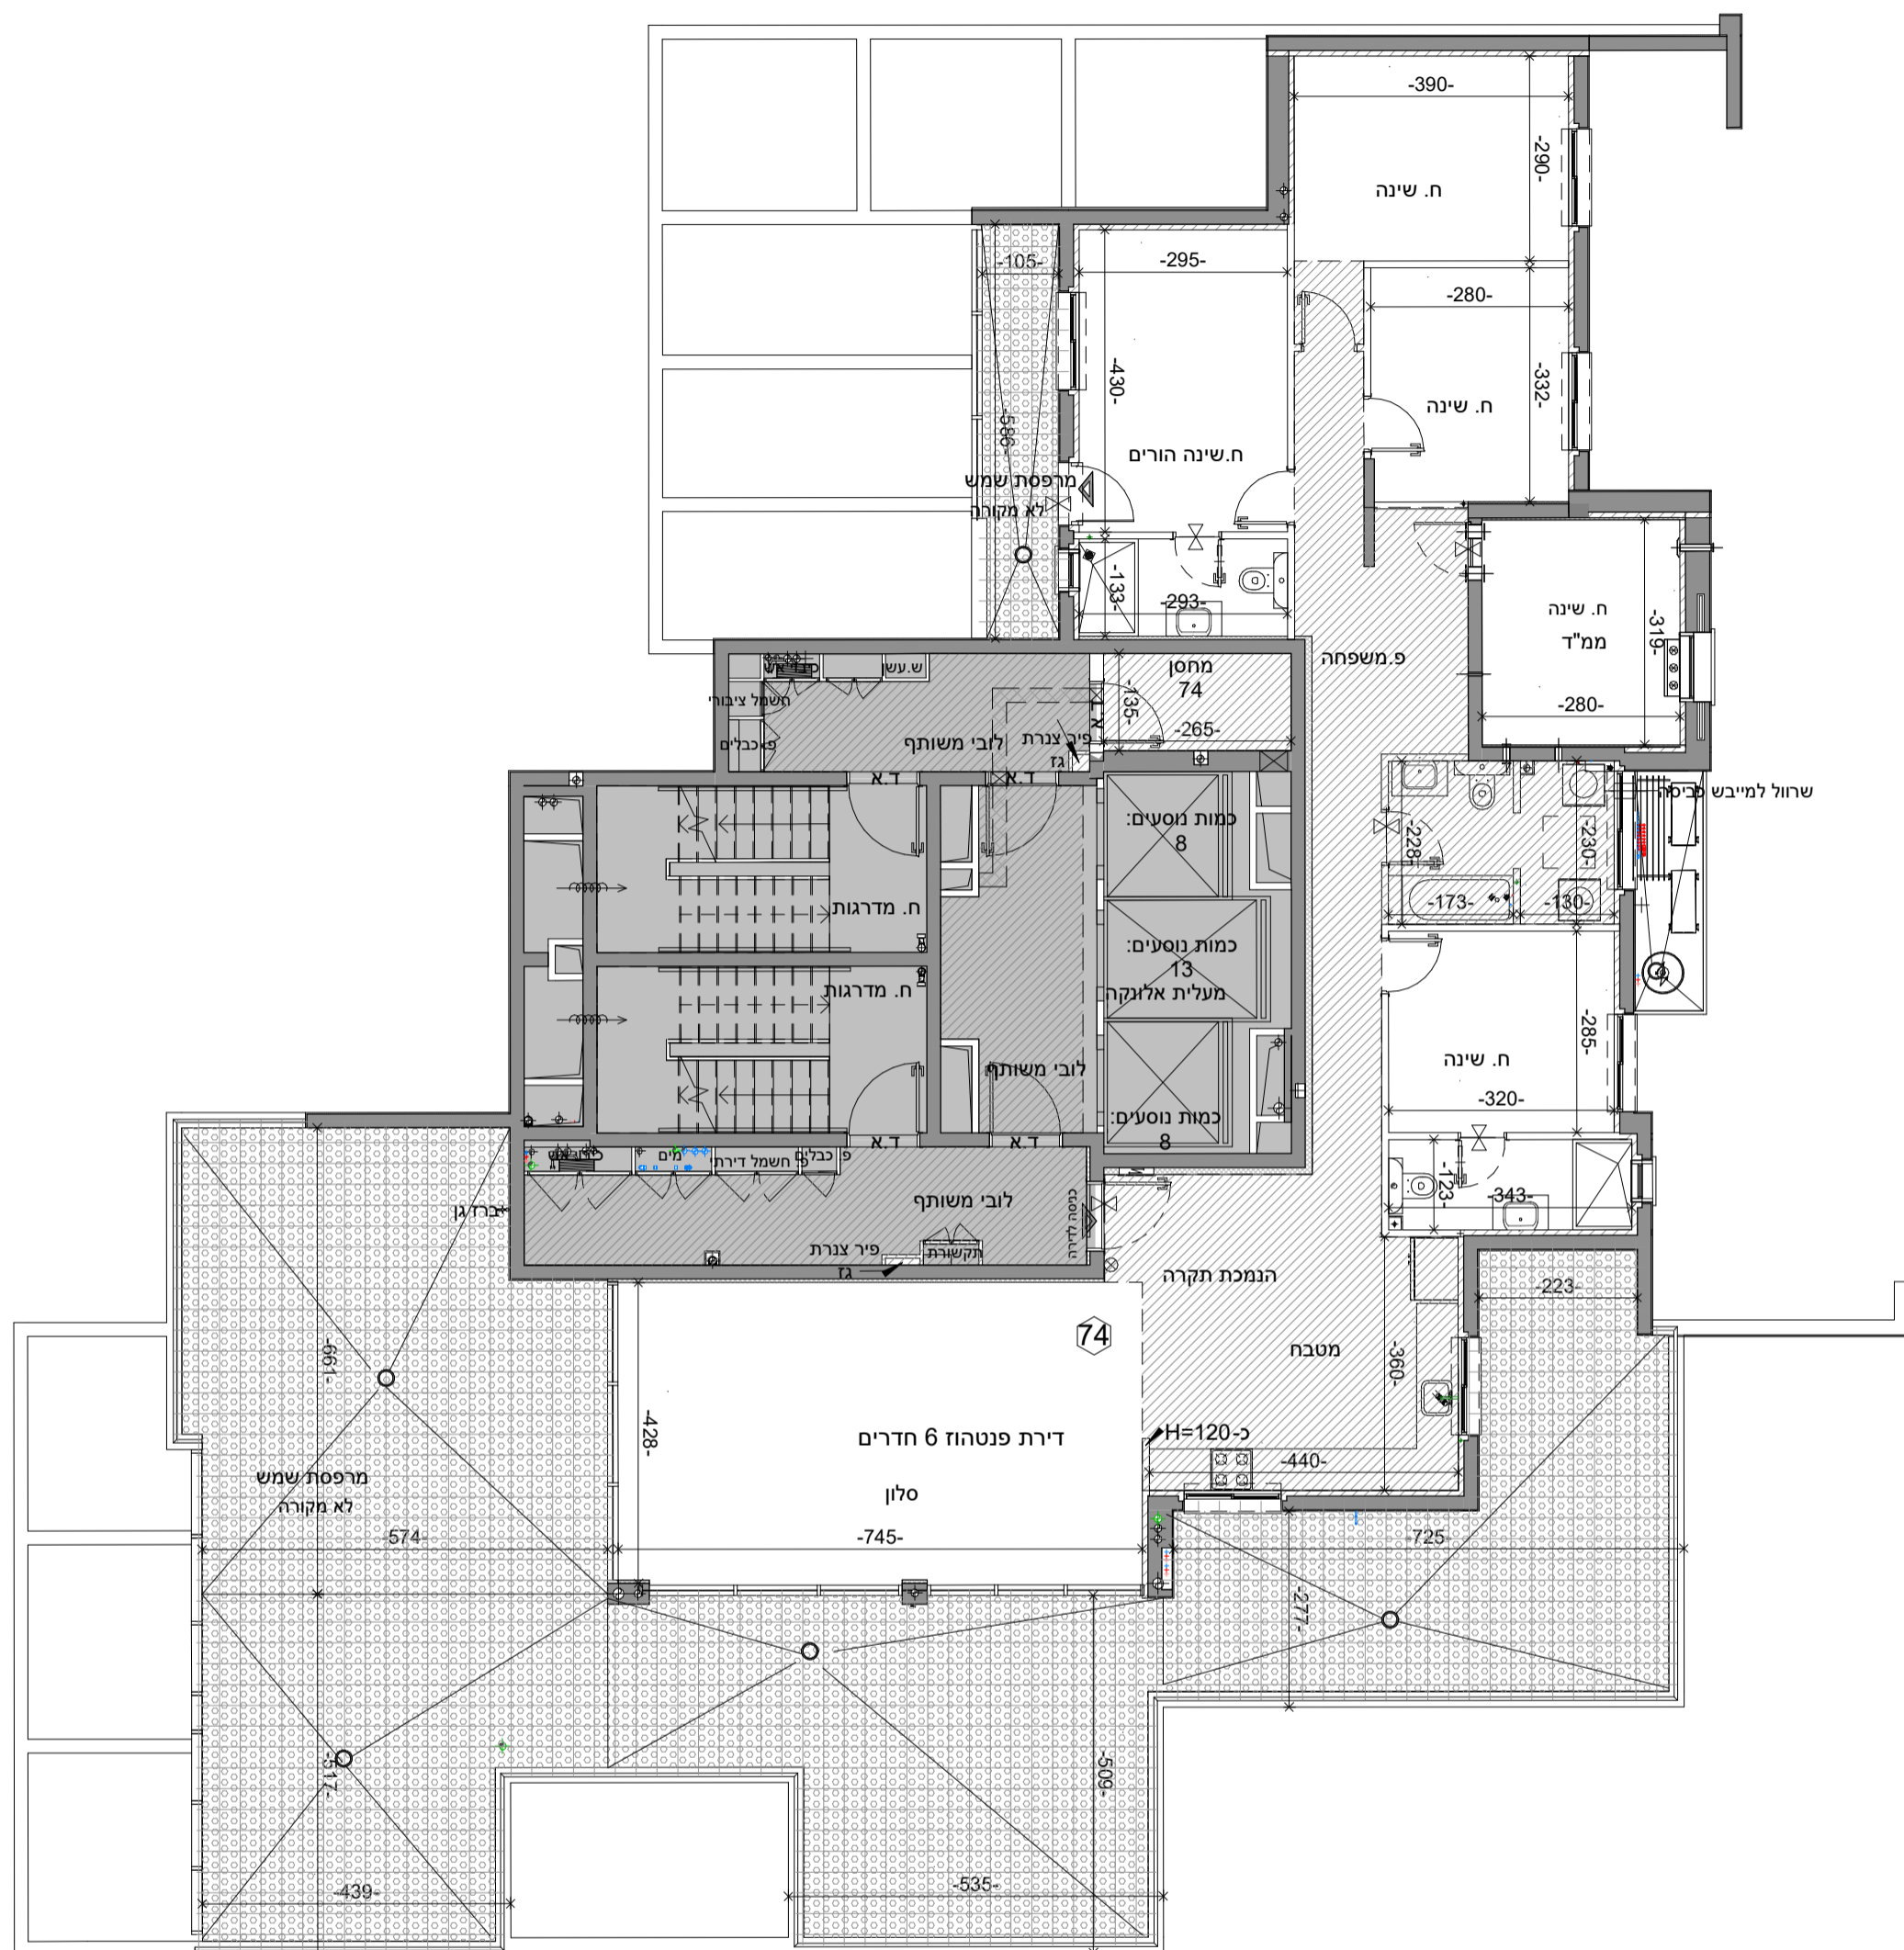 -390-
-290-
ח. שינה
-105-
-295-
-280-
-430-
-332-
ח. שינה
-586-
ח.שינה הורים
מרפסת שמש
לא מקורה
-133-
-293-
ח. שינה
ממ"ד
-319-
-280-
פ.משפחה
מחסן
74
-135-
-265-
ש.עשן
חשמל ציבורי
פ.כבלים
לובי משותף
פיר צנרת
גז
ד.א
ד.א
שרוול למייבש כביסה
כמות נוסעים:
8
-228-
-230-
-173-
-130-
ח. מדרגות
כמות נוסעים:
13
מעלית אלונקה
ח. מדרגות
-285-
ח. שינה
לובי משותף
-320-
כמות נוסעים:
8
ד.א
ד.א
מים
פ. חשמל דירתי
פ. כבלים
-123-
-343-
לובי משותף
ברז גן
כניסה לדירה
פיר צנרת
גז
תקשורת
הנמכת תקרה
-223-
74
מטבח
-360-
-661-
-428-
דירת פנטהוז 6 חדרים
כ-H=120
-440-
מרפסת שמש
לא מקורה
סלון
-574-
-745-
-725-
-277-
-517-
-509-
-439-
-535-